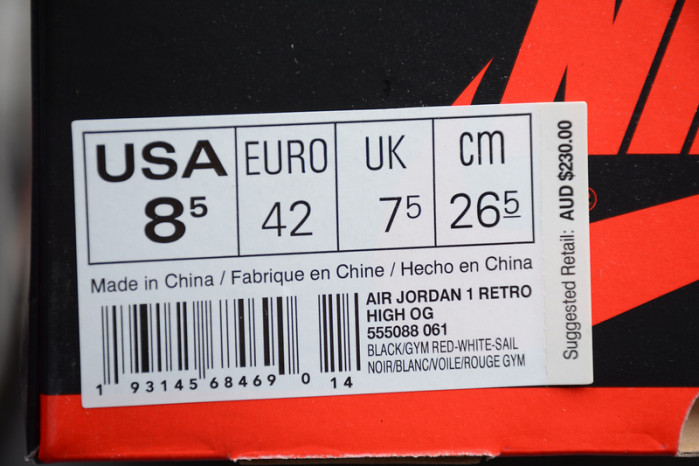 USA EURO UK cm
8⁵ 42 7⁵ 26⁵
Made in China / Fabrique en Chine / Hecho en China
AIR JORDAN 1 RETRO
HIGH OG
555088 061
BLACK/GYM RED-WHITE-SAIL
NOIR/BLANC/VOILE/ROUGE GYM
1 93145 68469 0 14
Suggested Retail: AUD $230.00